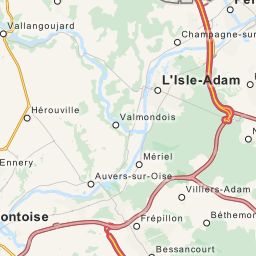 Vallangoujard
Champagne-sur
L'Isle-Adam
Hérouville
Valmondois
Mériel
Ennery
Auvers-sur-Oise
Villiers-Adam
ontoise
Frépillon
Béthemon
Bessancourt